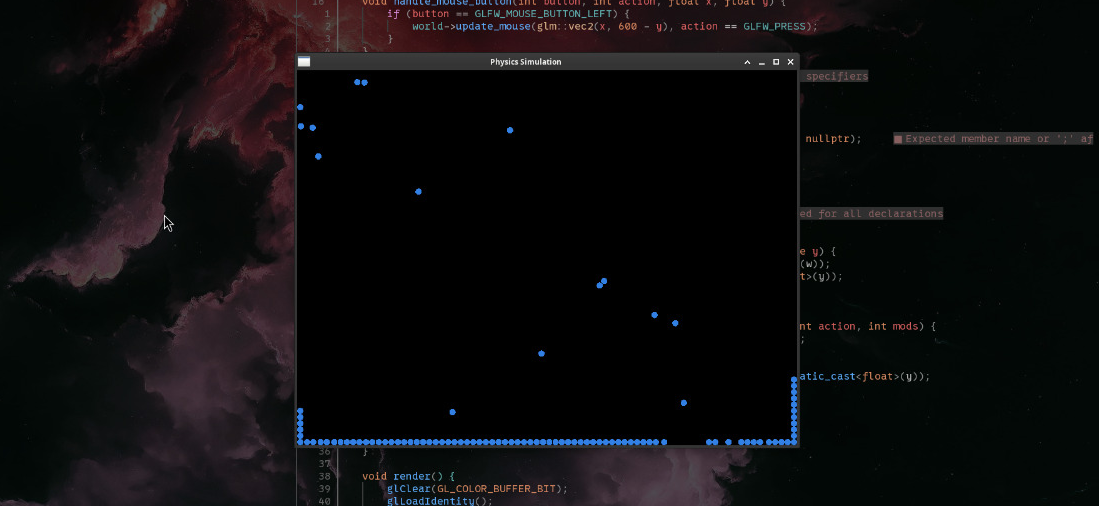 void handle_mouse_button(int button, int action, float x, float y) {
1 if (button == GLFW_MOUSE_BUTTON_LEFT) {
2 world->update_mouse(glm::vec2(x, 600 - y), action == GLFW_PRESS);
3 }
Physics Simulation
specifiers
nullptr); Expected member name or ';' af
ed for all declarations
e y) {
(w));
t>(y));
nt action, int mods) {
;
atic_cast<float>(y));
36 }
37
38 void render() {
39 glClear(GL_COLOR_BUFFER_BIT);
40 glLoadIdentity();